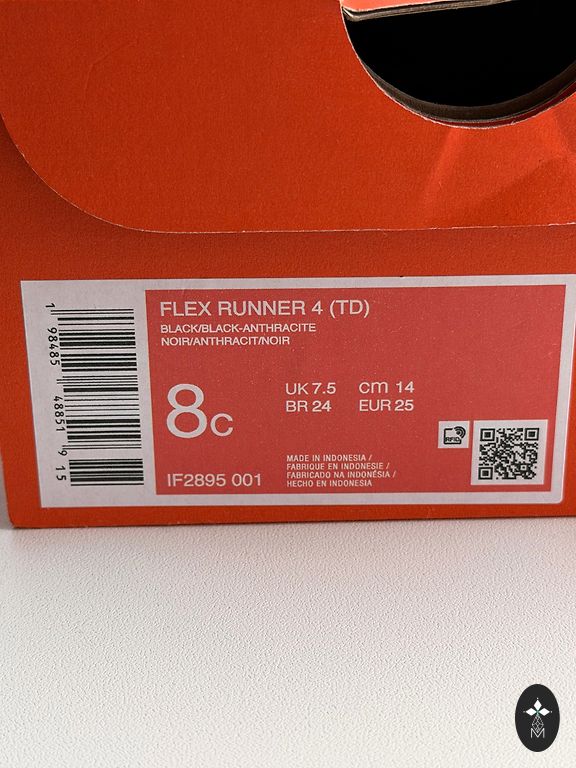 FLEX RUNNER 4 (TD)
BLACK/BLACK-ANTHRACITE
NOIR/ANTHRACIT/NOIR
8C
UK 7.5 cm 14
BR 24 EUR 25
RFID
IF2895 001
MADE IN INDONESIA /
FABRIQUE EN INDONESIE /
FABRICADO NA INDONÉSIA /
HECHO EN INDONESIA
1 98485 48851 9 15
M